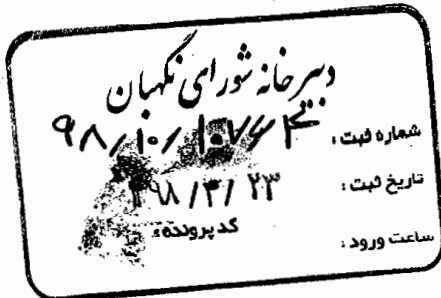 دبیرخانه شورای نگهبان
شماره ثبت: ۹۸/۱۰/۱۰۷۶۴
تاریخ ثبت: ۹۸/۳/۲۳
کد پرونده:
ساعت ورود: